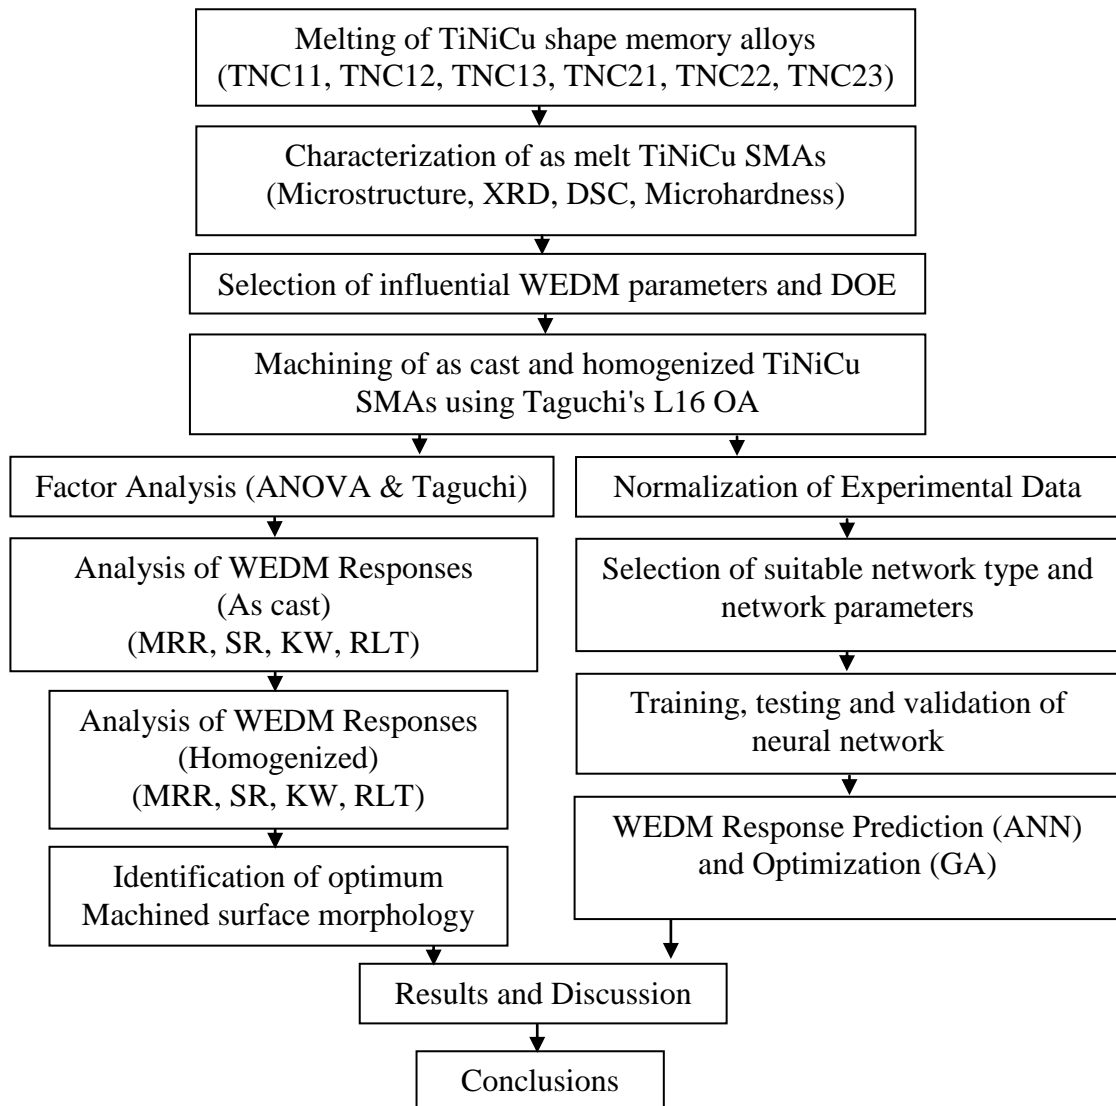 Melting of TiNiCu shape memory alloys
(TNC11, TNC12, TNC13, TNC21, TNC22, TNC23)
Characterization of as melt TiNiCu SMAs
(Microstructure, XRD, DSC, Microhardness)
Selection of influential WEDM parameters and DOE
Machining of as cast and homogenized TiNiCu
SMAs using Taguchi's L16 OA
Factor Analysis (ANOVA & Taguchi)
Analysis of WEDM Responses
(As cast)
(MRR, SR, KW, RLT)
Analysis of WEDM Responses
(Homogenized)
(MRR, SR, KW, RLT)
Identification of optimum
Machined surface morphology
Normalization of Experimental Data
Selection of suitable network type and
network parameters
Training, testing and validation of
neural network
WEDM Response Prediction (ANN)
and Optimization (GA)
Results and Discussion
Conclusions